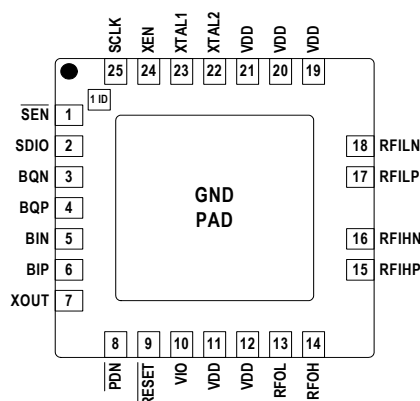 SCLK XEN XTAL1 XTAL2 VDD VDD VDD
25 24 23 22 21 20 19
1 ID
SEN 1
SDIO 2
BQN 3
BQP 4
BIN 5
BIP 6
XOUT 7
GND
PAD
18 RFILN
17 RFILP
16 RFIHN
15 RFIHP
8 9 10 11 12 13 14
PDN RESET VIO VDD VDD RFOL RFOH